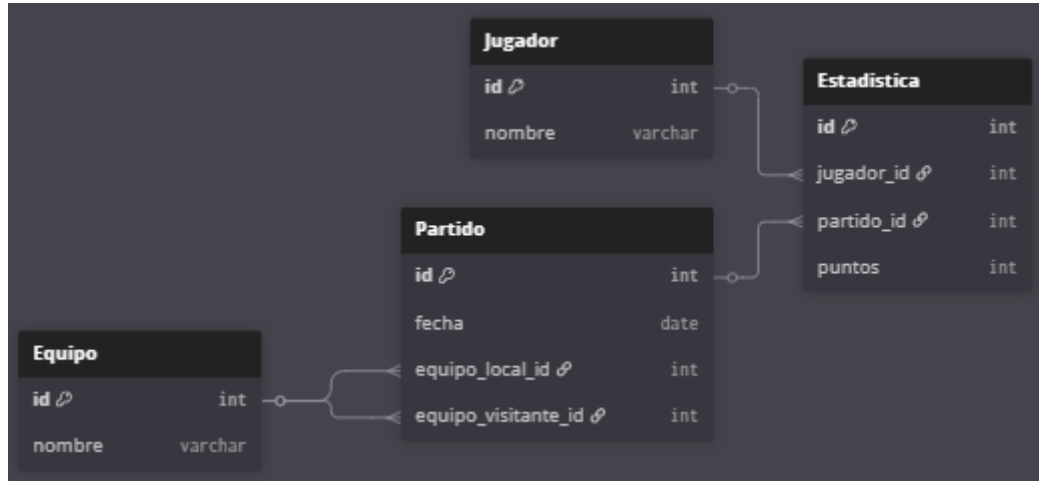 Jugador
id int
nombre varchar
Estadistica
id int
jugador_id int
partido_id int
puntos int
Partido
id int
fecha date
equipo_local_id int
equipo_visitante_id int
Equipo
id int
nombre varchar